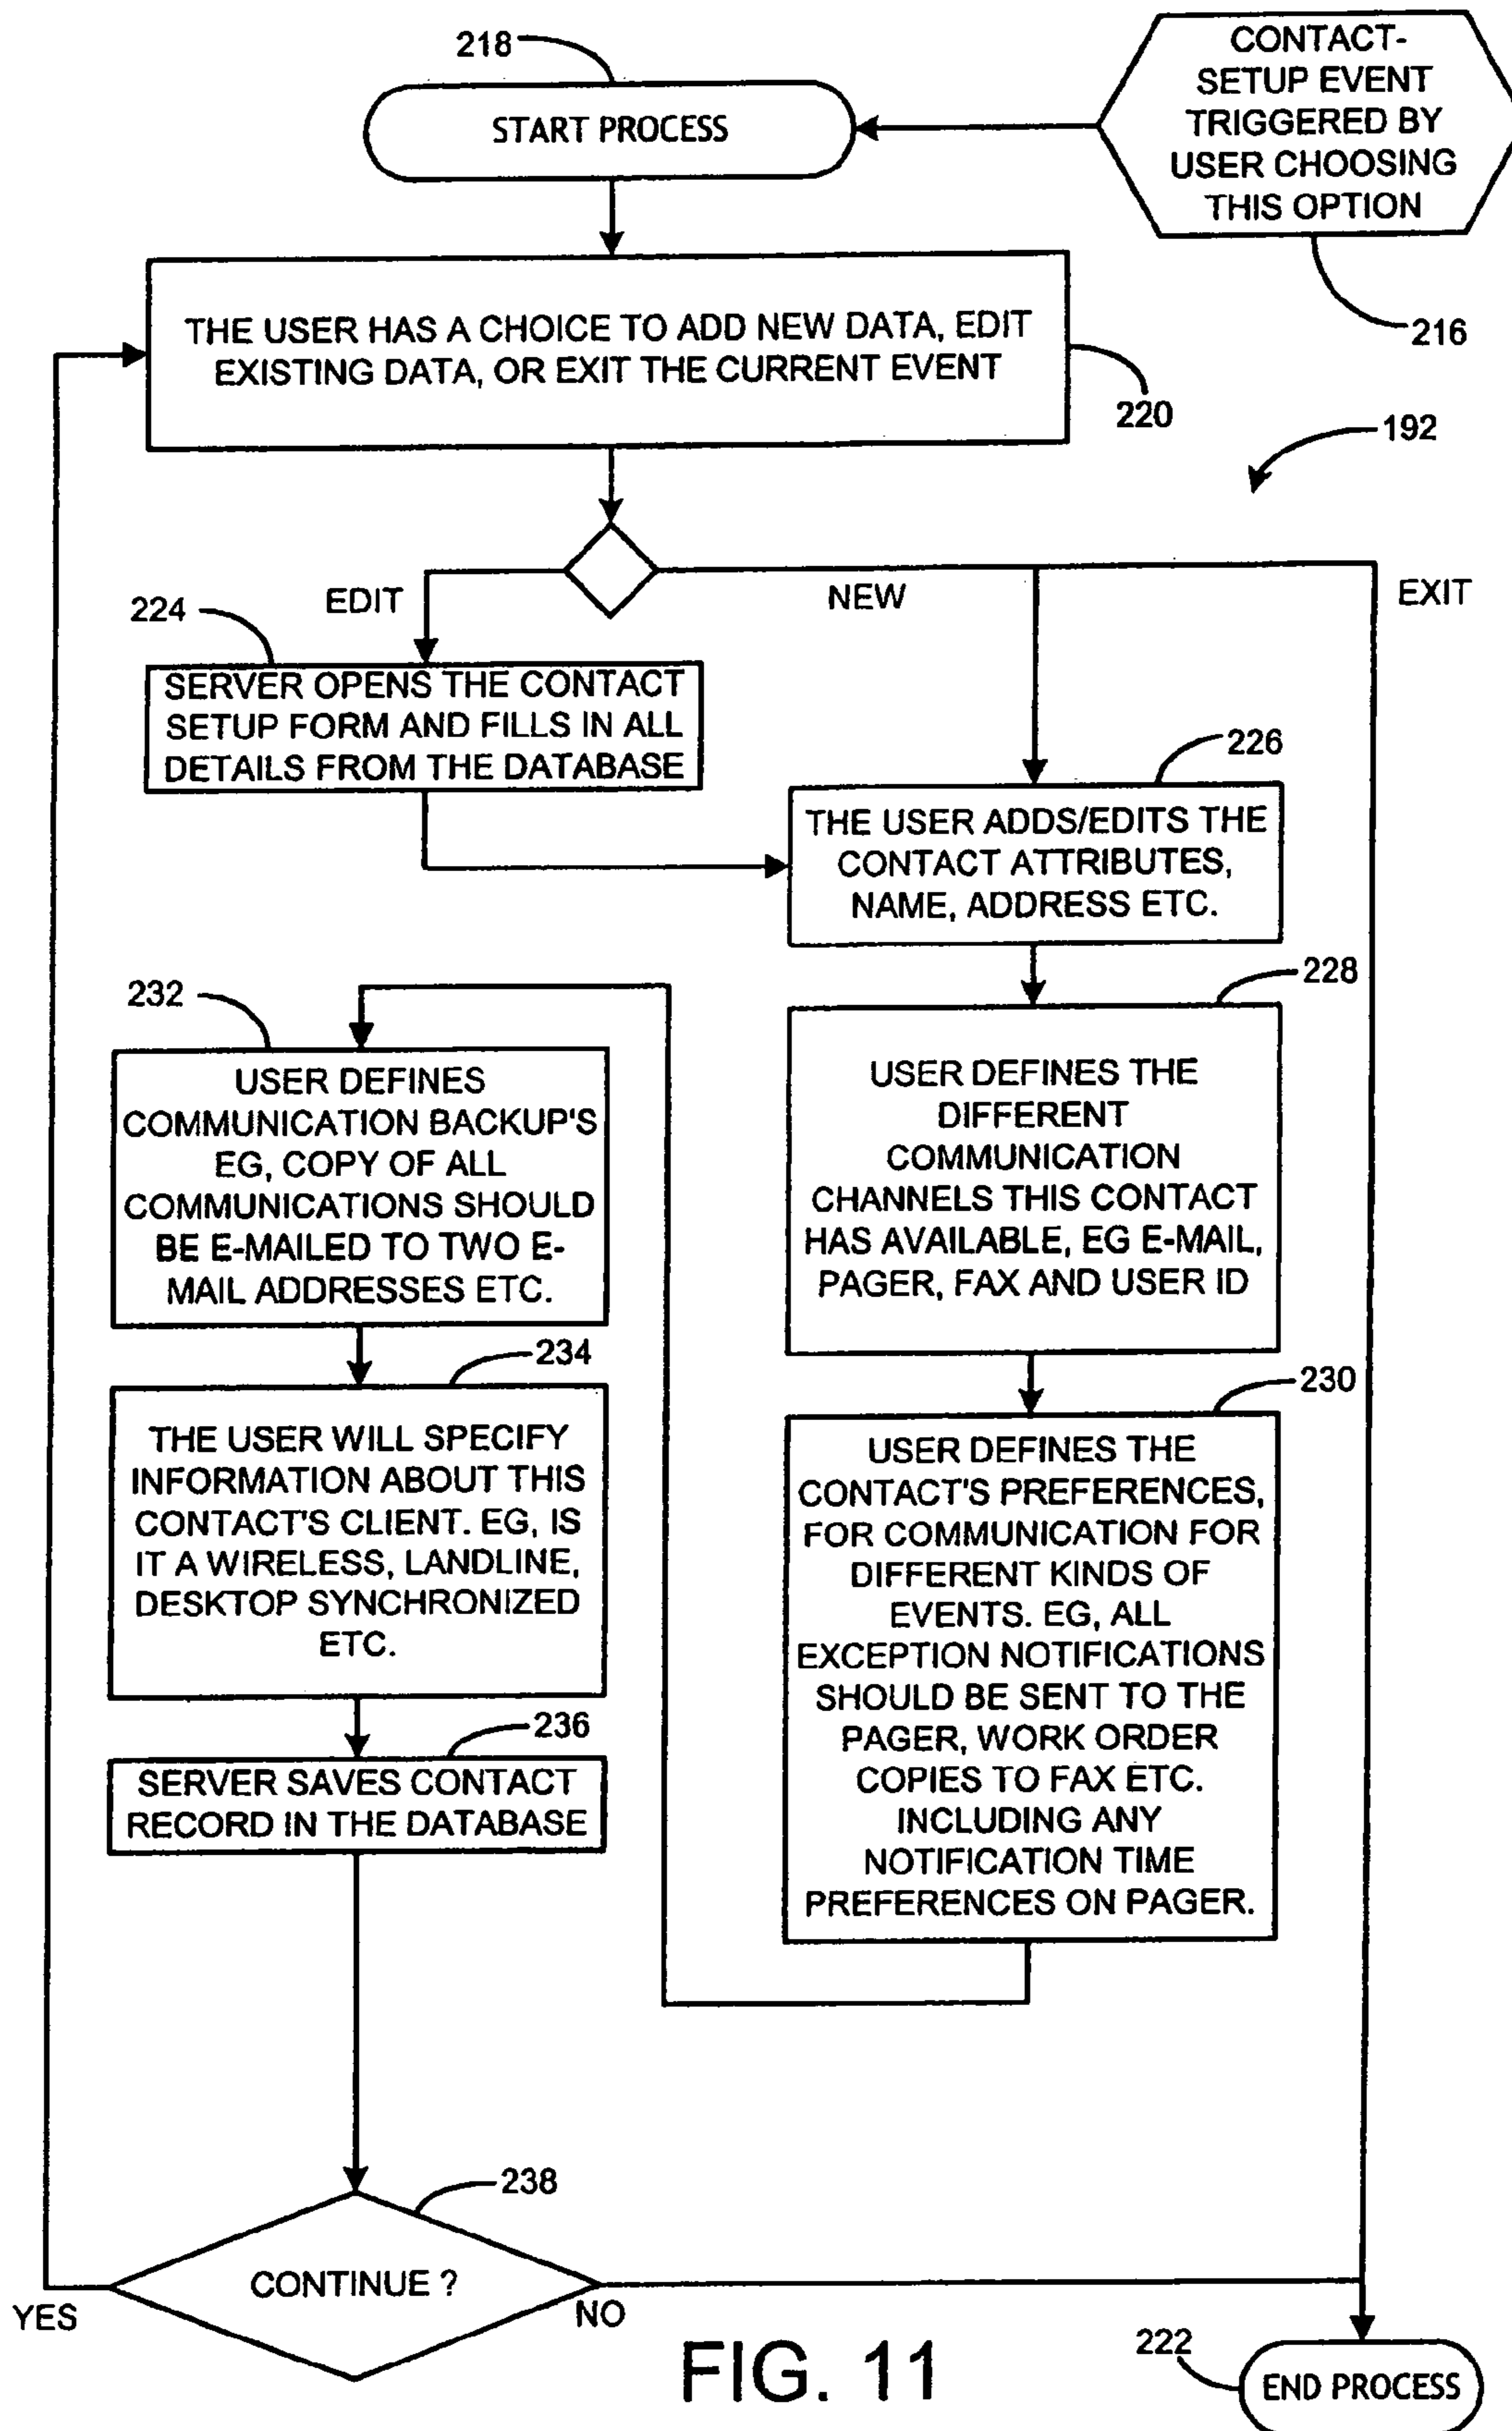 218
START PROCESS
CONTACT-
SETUP EVENT
TRIGGERED BY
USER CHOOSING
THIS OPTION
216
THE USER HAS A CHOICE TO ADD NEW DATA, EDIT
EXISTING DATA, OR EXIT THE CURRENT EVENT
220
192
EDIT
NEW
EXIT
224
SERVER OPENS THE CONTACT
SETUP FORM AND FILLS IN ALL
DETAILS FROM THE DATABASE
226
THE USER ADDS/EDITS THE
CONTACT ATTRIBUTES,
NAME, ADDRESS ETC.
228
USER DEFINES THE
DIFFERENT
COMMUNICATION
CHANNELS THIS CONTACT
HAS AVAILABLE, EG E-MAIL,
PAGER, FAX AND USER ID
230
USER DEFINES THE
CONTACT'S PREFERENCES,
FOR COMMUNICATION FOR
DIFFERENT KINDS OF
EVENTS. EG, ALL
EXCEPTION NOTIFICATIONS
SHOULD BE SENT TO THE
PAGER, WORK ORDER
COPIES TO FAX ETC.
INCLUDING ANY
NOTIFICATION TIME
PREFERENCES ON PAGER.
232
USER DEFINES
COMMUNICATION BACKUP'S
EG, COPY OF ALL
COMMUNICATIONS SHOULD
BE E-MAILED TO TWO E-
MAIL ADDRESSES ETC.
234
THE USER WILL SPECIFY
INFORMATION ABOUT THIS
CONTACT'S CLIENT. EG, IS
IT A WIRELESS, LANDLINE,
DESKTOP SYNCHRONIZED
ETC.
236
SERVER SAVES CONTACT
RECORD IN THE DATABASE
238
CONTINUE ?
YES
NO
222
END PROCESS
FIG. 11